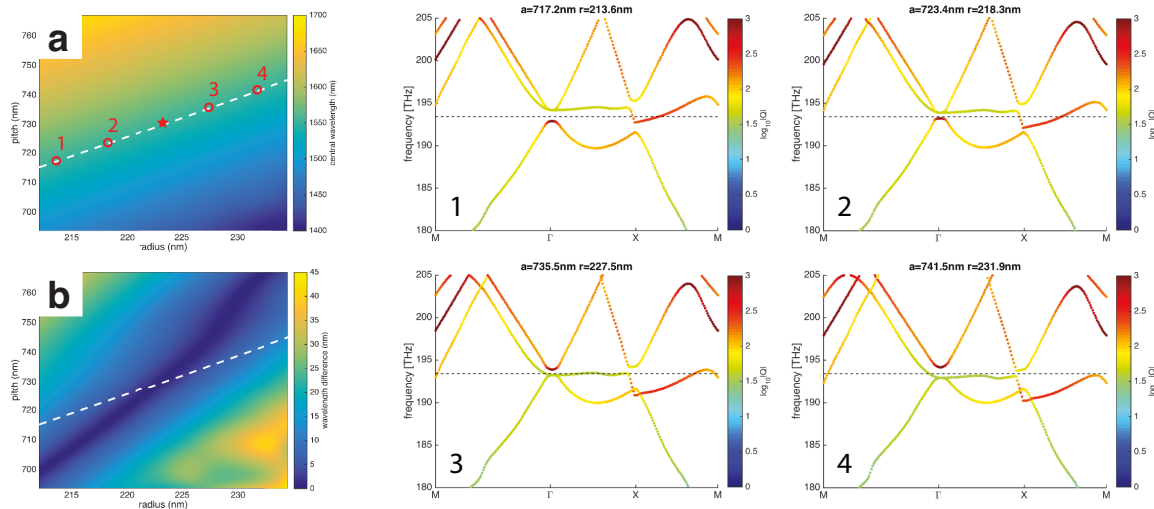 a
pitch (nm)
760
750
740
730
720
710
700
1
2
3
4
215
220
225
230
radius (nm)
1700
1650
1600
1550
1500
1450
1400
central wavelength (nm)
b
pitch (nm)
760
750
740
730
720
710
700
215
220
225
230
radius (nm)
45
40
35
30
25
20
15
10
5
0
wavelength difference (nm)
a=717.2nm r=213.6nm
frequency [THz]
205
200
195
190
185
180
1
M
Γ
X
M
3
2.5
2
1.5
1
0.5
0
log10|Q|
a=723.4nm r=218.3nm
frequency [THz]
205
200
195
190
185
180
2
M
Γ
X
M
3
2.5
2
1.5
1
0.5
0
log10|Q|
a=735.5nm r=227.5nm
frequency [THz]
205
200
195
190
185
180
3
M
Γ
X
M
3
2.5
2
1.5
1
0.5
0
log10|Q|
a=741.5nm r=231.9nm
frequency [THz]
205
200
195
190
185
180
4
M
Γ
X
M
3
2.5
2
1.5
1
0.5
0
log10|Q|